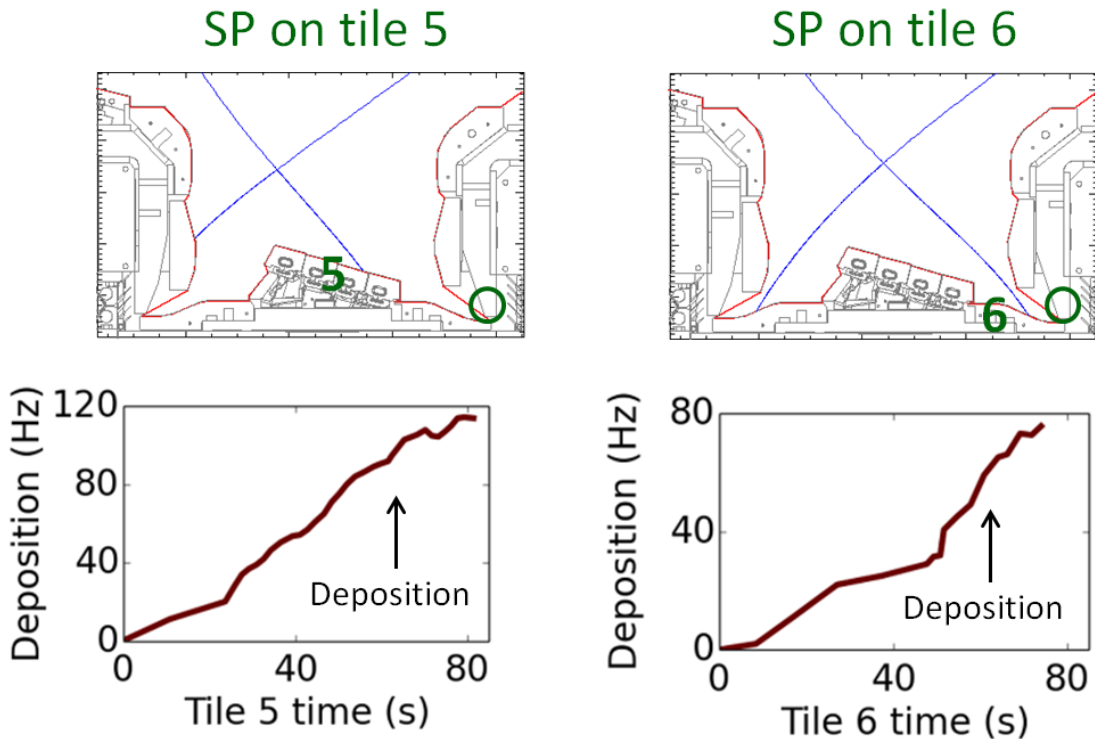 SP on tile 5
SP on tile 6
5
6
120
80
40
0
0
40
80
Deposition (Hz)
Deposition
Tile 5 time (s)
80
40
0
0
40
80
Deposition (Hz)
Deposition
Tile 6 time (s)